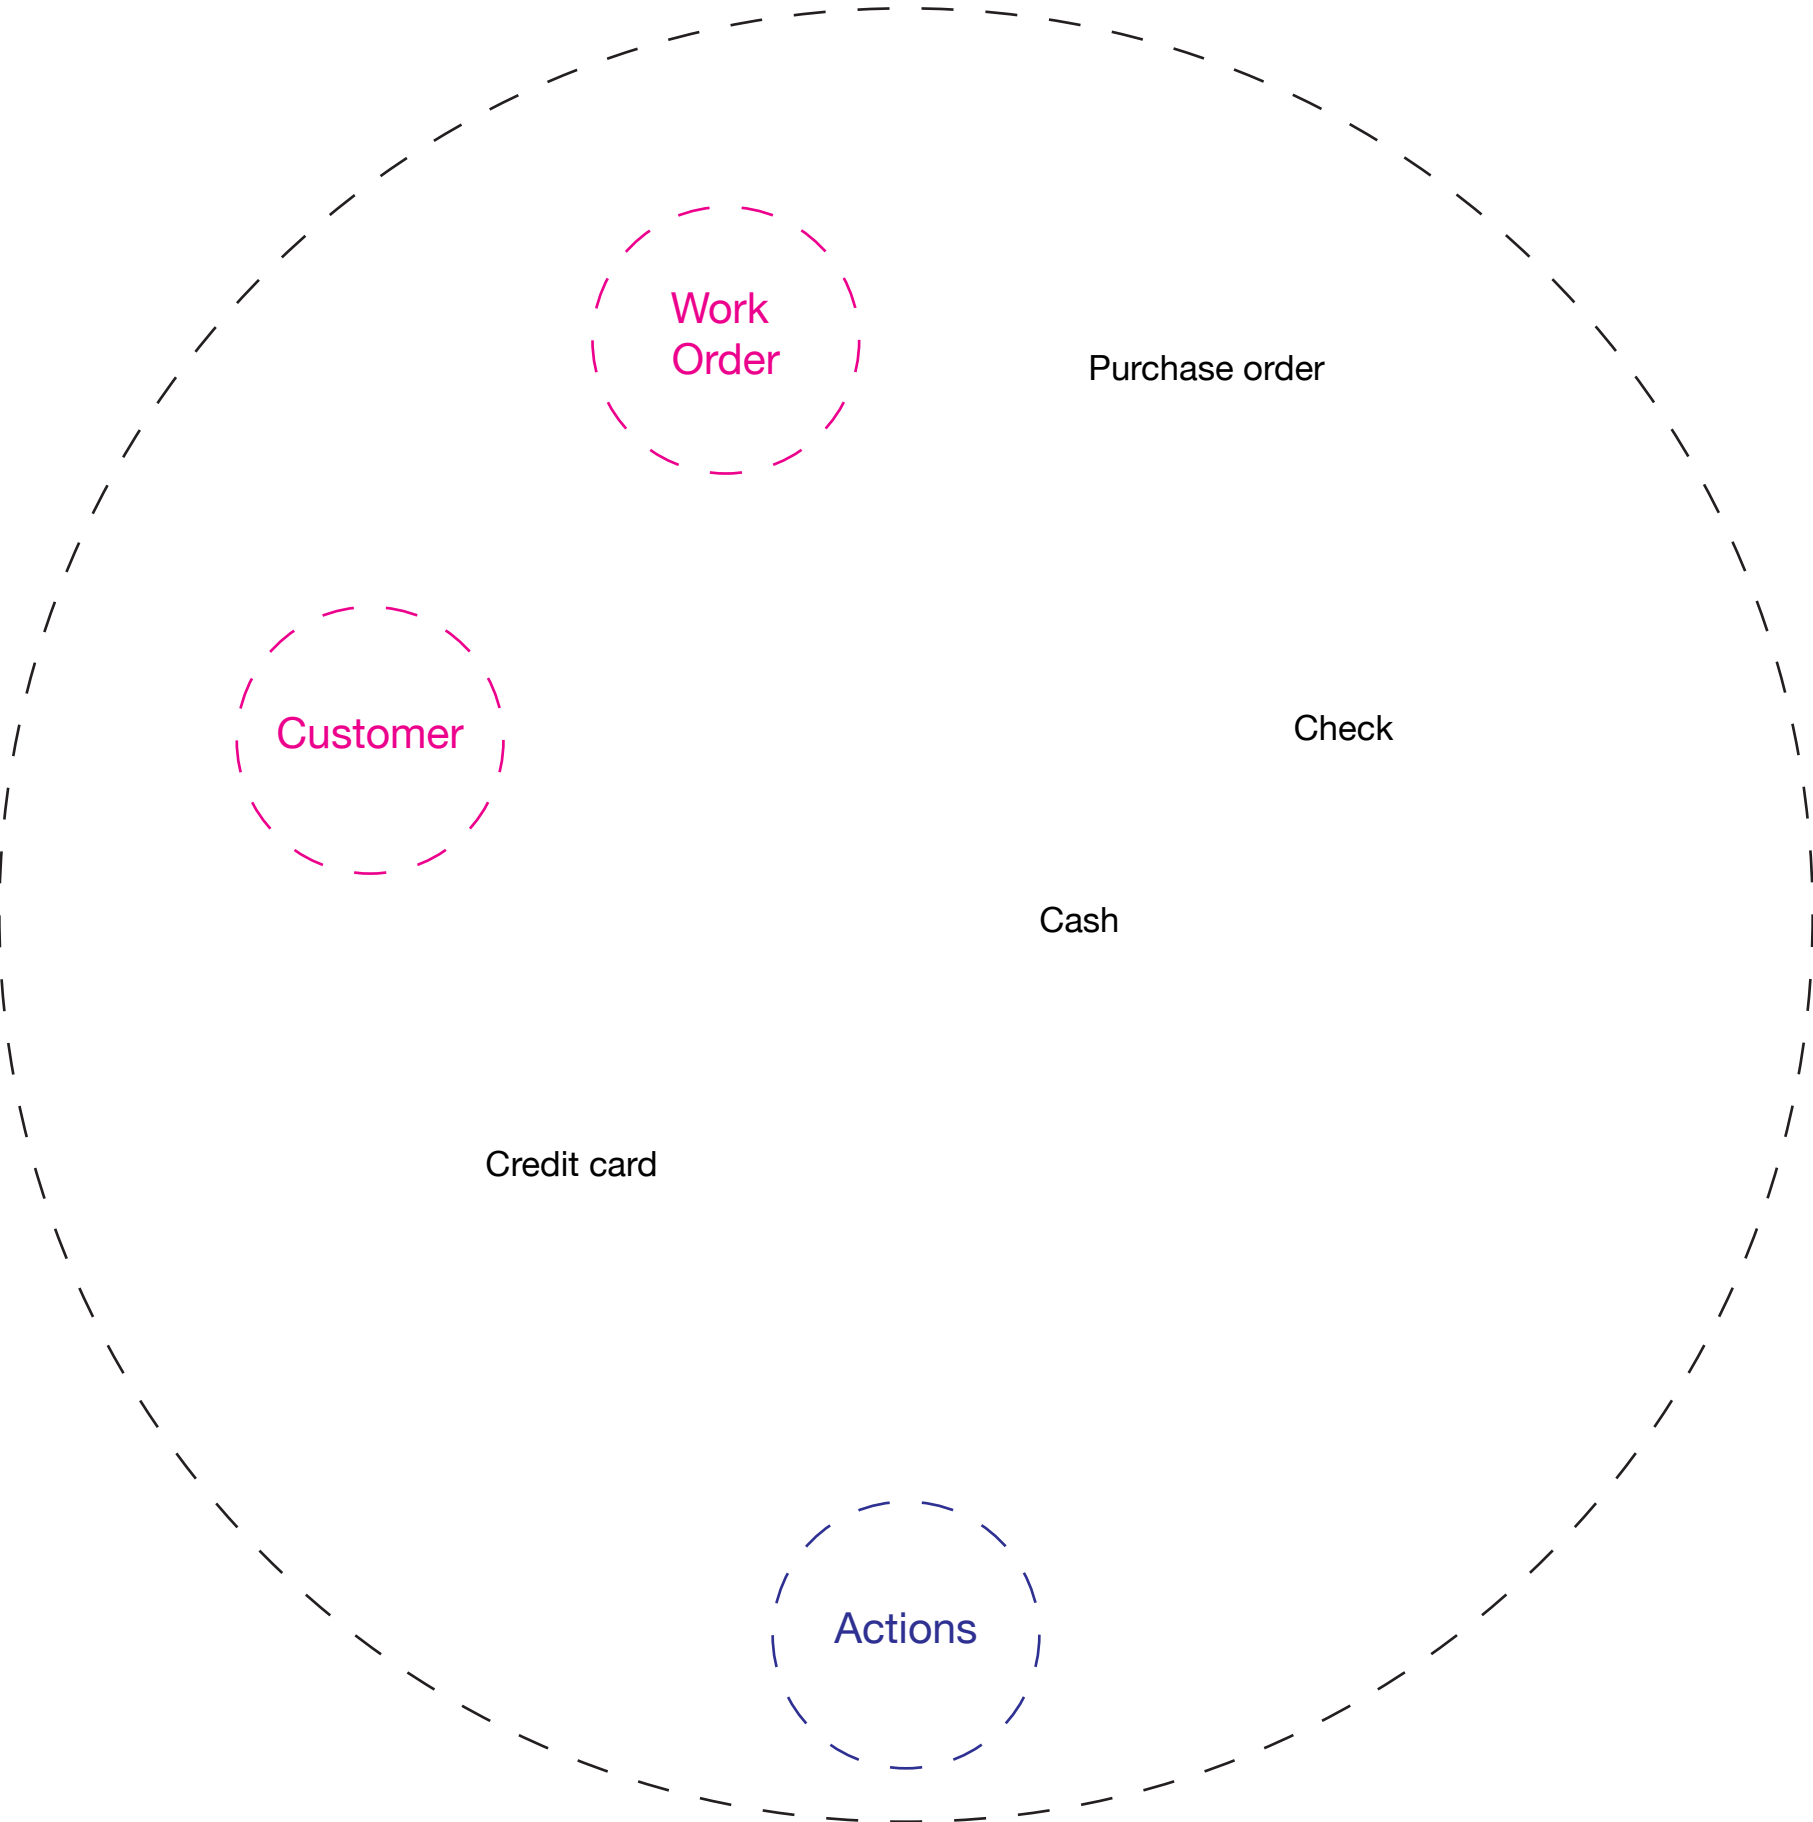 Work
Order
Purchase order
Customer
Check
Cash
Credit card
Actions